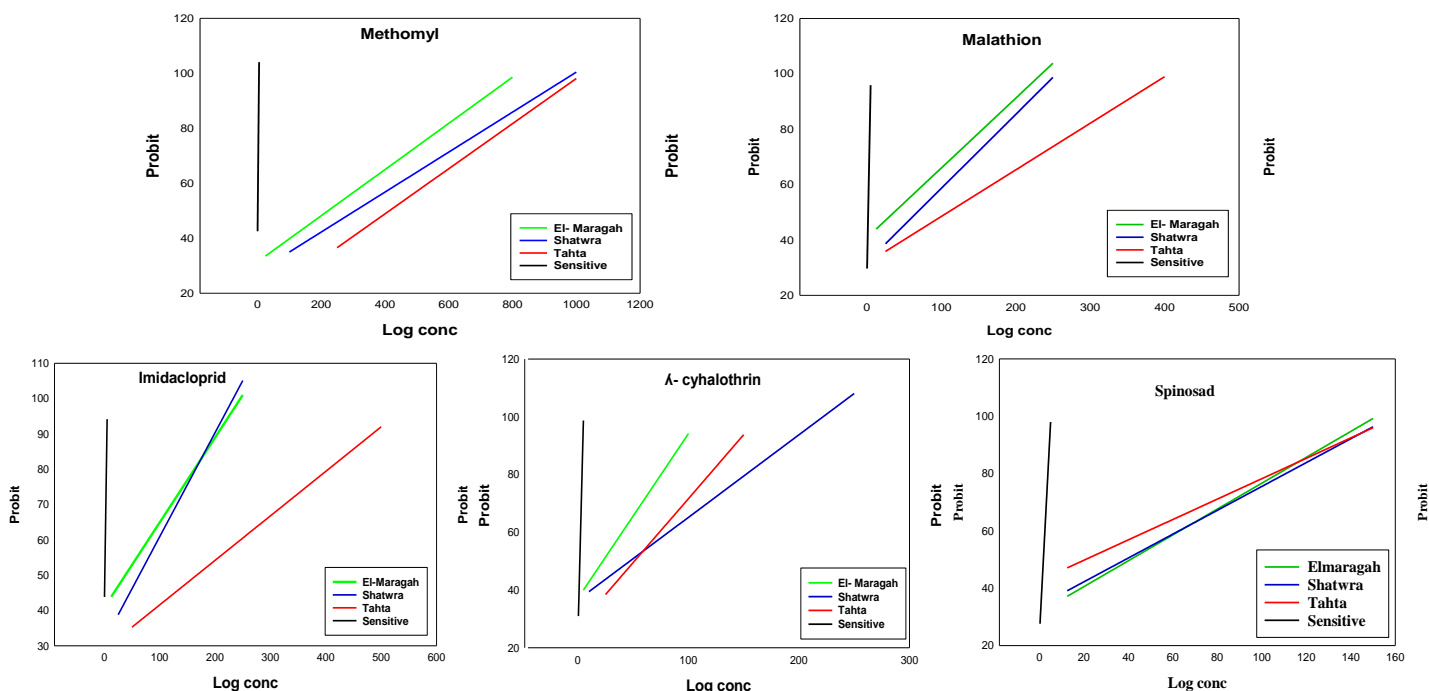 Methomyl
Probit
120
100
80
60
40
20
El- Maragah
Shatwra
Tahta
Sensitive
0
200
400
600
800
1000
1200
Log conc
Probit
Malathion
Probit
120
100
80
60
40
20
El- Maragah
Shatwra
Tahta
Sensitive
0
100
200
300
400
500
Log conc
Probit
Imidacloprid
Probit
110
100
90
80
70
60
50
40
30
El-Maragah
Shatwra
Tahta
Sensitive
0
100
200
300
400
500
600
Log conc
Probit
ʎ- cyhalothrin
Probit
120
100
80
60
40
20
El- Maragah
Shatwra
Tahta
Sensitive
0
100
200
300
Log conc
Probit
Spinosad
Probit
120
100
80
60
40
20
Elmaragah
Shatwra
Tahta
Sensitive
0
20
40
60
80
100
120
140
160
Log conc
Probit